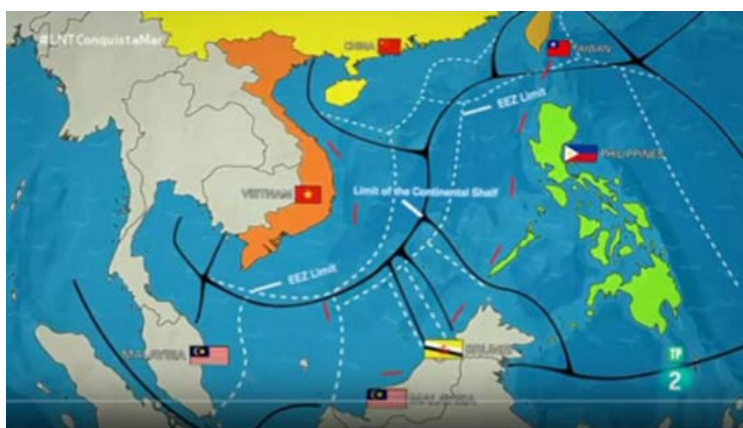 #LNTConquistaMar
CHINA
TAIWAN
EEZ Limit
PHILIPPINES
VIETNAM
Limit of the Continental Shelf
EEZ Limit
MALAYSIA
BRUNEI
MALAYSIA
2